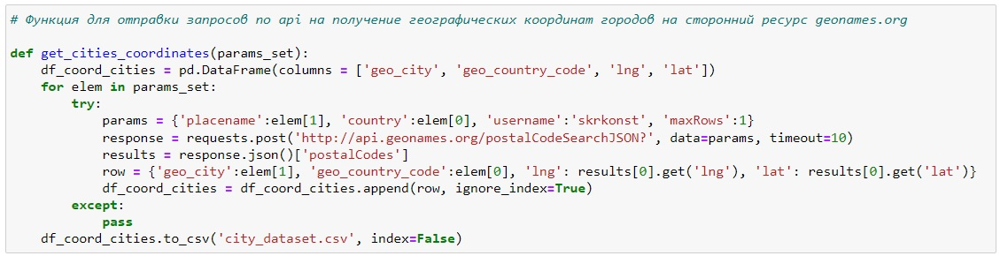 # Функция для отправки запросов по api на получение географических координат городов на сторонний ресурс geonames.org
def get_cities_coordinates(params_set):
    df_coord_cities = pd.DataFrame(columns = ['geo_city', 'geo_country_code', 'lng', 'lat'])
    for elem in params_set:
        try:
            params = {'placename':elem[1], 'country':elem[0], 'username':'skrkonst', 'maxRows':1}
            response = requests.post('http://api.geonames.org/postalCodeSearchJSON?', data=params, timeout=10)
            results = response.json()['postalCodes']
            row = {'geo_city':elem[1], 'geo_country_code':elem[0], 'lng': results[0].get('lng'), 'lat': results[0].get('lat')}
            df_coord_cities = df_coord_cities.append(row, ignore_index=True)
        except:
            pass
    df_coord_cities.to_csv('city_dataset.csv', index=False)